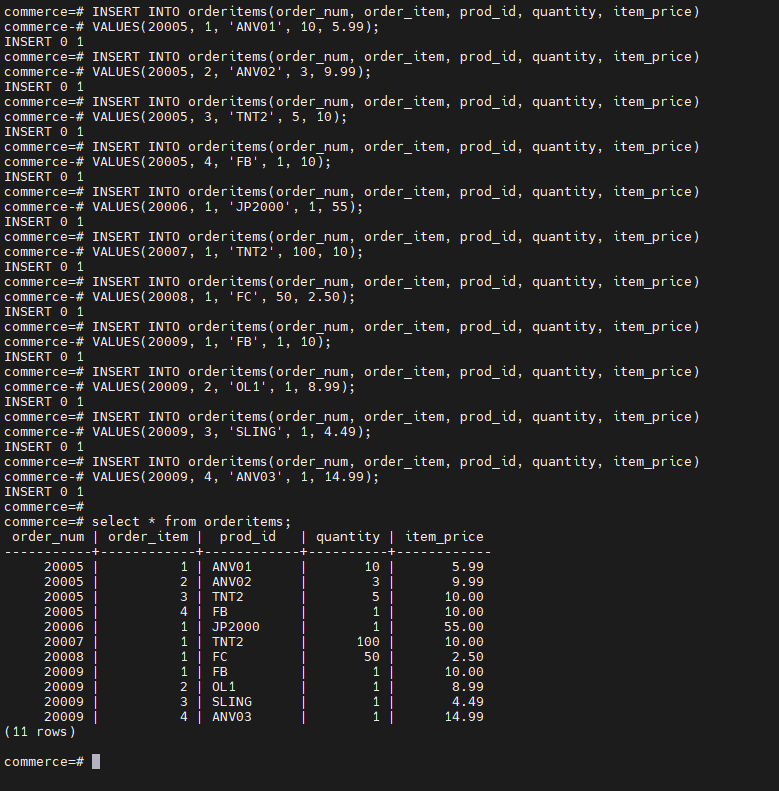 commerce=# INSERT INTO orderitems(order_num, order_item, prod_id, quantity, item_price)
commerce-# VALUES(20005, 1, 'ANV01', 10, 5.99);
INSERT 0 1
commerce=# INSERT INTO orderitems(order_num, order_item, prod_id, quantity, item_price)
commerce-# VALUES(20005, 2, 'ANV02', 3, 9.99);
INSERT 0 1
commerce=# INSERT INTO orderitems(order_num, order_item, prod_id, quantity, item_price)
commerce-# VALUES(20005, 3, 'TNT2', 5, 10);
INSERT 0 1
commerce=# INSERT INTO orderitems(order_num, order_item, prod_id, quantity, item_price)
commerce-# VALUES(20005, 4, 'FB', 1, 10);
INSERT 0 1
commerce=# INSERT INTO orderitems(order_num, order_item, prod_id, quantity, item_price)
commerce-# VALUES(20006, 1, 'JP2000', 1, 55);
INSERT 0 1
commerce=# INSERT INTO orderitems(order_num, order_item, prod_id, quantity, item_price)
commerce-# VALUES(20007, 1, 'TNT2', 100, 10);
INSERT 0 1
commerce=# INSERT INTO orderitems(order_num, order_item, prod_id, quantity, item_price)
commerce-# VALUES(20008, 1, 'FC', 50, 2.50);
INSERT 0 1
commerce=# INSERT INTO orderitems(order_num, order_item, prod_id, quantity, item_price)
commerce-# VALUES(20009, 1, 'FB', 1, 10);
INSERT 0 1
commerce=# INSERT INTO orderitems(order_num, order_item, prod_id, quantity, item_price)
commerce-# VALUES(20009, 2, 'OL1', 1, 8.99);
INSERT 0 1
commerce=# INSERT INTO orderitems(order_num, order_item, prod_id, quantity, item_price)
commerce-# VALUES(20009, 3, 'SLING', 1, 4.49);
INSERT 0 1
commerce=# INSERT INTO orderitems(order_num, order_item, prod_id, quantity, item_price)
commerce-# VALUES(20009, 4, 'ANV03', 1, 14.99);
INSERT 0 1
commerce=#
commerce=# select * from orderitems;
 order_num | order_item |  prod_id   | quantity | item_price
-----------+------------+------------+----------+------------
     20005 |          1 | ANV01      |       10 |       5.99
     20005 |          2 | ANV02      |        3 |       9.99
     20005 |          3 | TNT2       |        5 |      10.00
     20005 |          4 | FB         |        1 |      10.00
     20006 |          1 | JP2000     |        1 |      55.00
     20007 |          1 | TNT2       |      100 |      10.00
     20008 |          1 | FC         |       50 |       2.50
     20009 |          1 | FB         |        1 |      10.00
     20009 |          2 | OL1        |        1 |       8.99
     20009 |          3 | SLING      |        1 |       4.49
     20009 |          4 | ANV03      |        1 |      14.99
(11 rows)
commerce=#